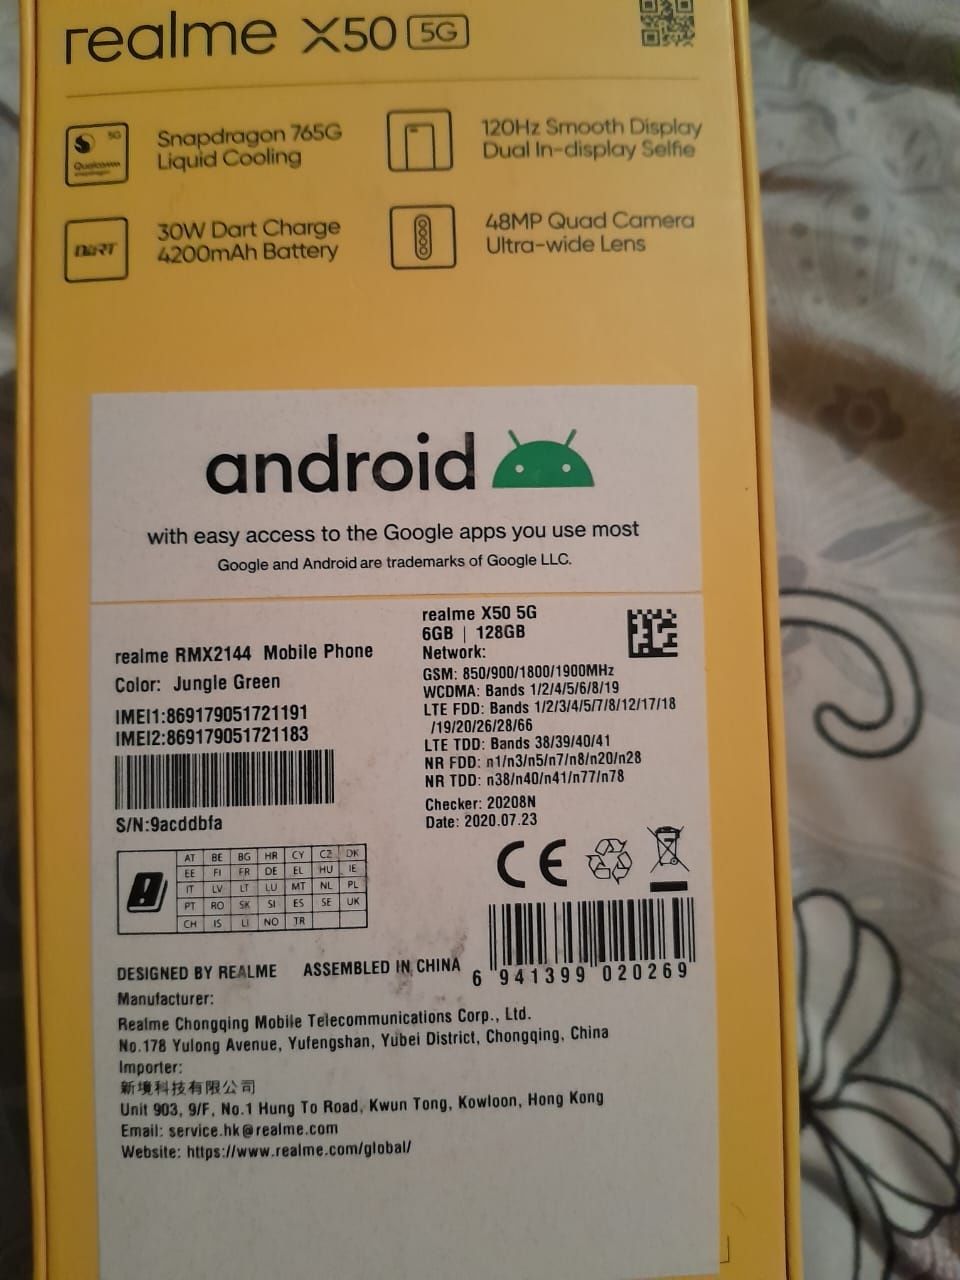 realme X50 5G
5G
Qualcomm
snapdragon
Snapdragon 765G
Liquid Cooling
120Hz Smooth Display
Dual In-display Selfie
DART
30W Dart Charge
4200mAh Battery
48MP Quad Camera
Ultra-wide Lens
android
with easy access to the Google apps you use most
Google and Android are trademarks of Google LLC.
realme RMX2144 Mobile Phone
Color: Jungle Green
IMEI1:869179051721191
IMEI2:869179051721183
S/N:9acddbfa
realme X50 5G
6GB | 128GB
Network:
GSM: 850/900/1800/1900MHz
WCDMA: Bands 1/2/4/5/6/8/19
LTE FDD: Bands 1/2/3/4/5/7/8/12/17/18
/19/20/26/28/66
LTE TDD: Bands 38/39/40/41
NR FDD: n1/n3/n5/n7/n8/n20/n28
NR TDD: n38/n40/n41/n77/n78
Checker: 20208N
Date: 2020.07.23
AT BE BG HR CY CZ DK
EE FI FR DE EL HU IE
IT LV LT LU MT NL PL
PT RO SK SI ES SE UK
CH IS LI NO TR
CE
6 941399 020269
DESIGNED BY REALME ASSEMBLED IN CHINA
Manufacturer:
Realme Chongqing Mobile Telecommunications Corp., Ltd.
No.178 Yulong Avenue, Yufengshan, Yubei District, Chongqing, China
Importer:
新境科技有限公司
Unit 903, 9/F, No.1 Hung To Road, Kwun Tong, Kowloon, Hong Kong
Email: service.hk@realme.com
Website: https://www.realme.com/global/